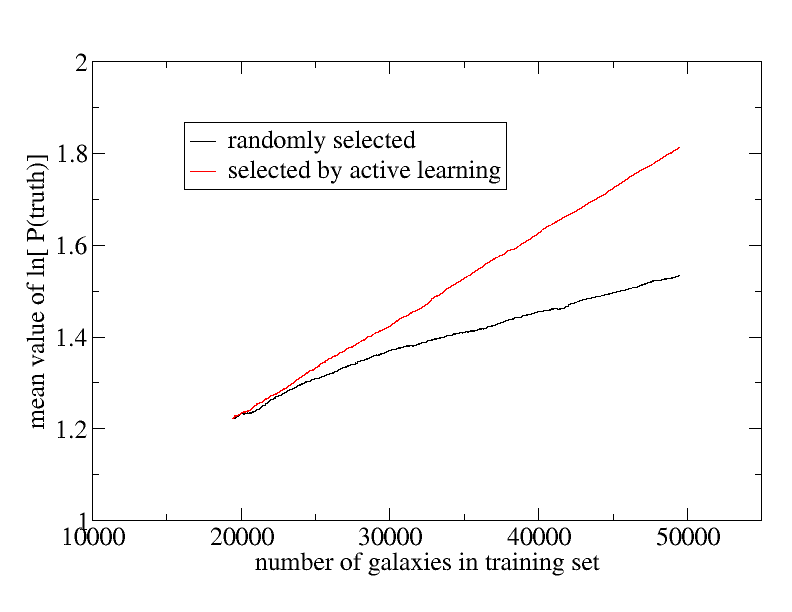 2
1.8
1.6
1.4
1.2
1
mean value of ln[ P(truth)]
randomly selected
selected by active learning
10000 20000 30000 40000 50000
number of galaxies in training set